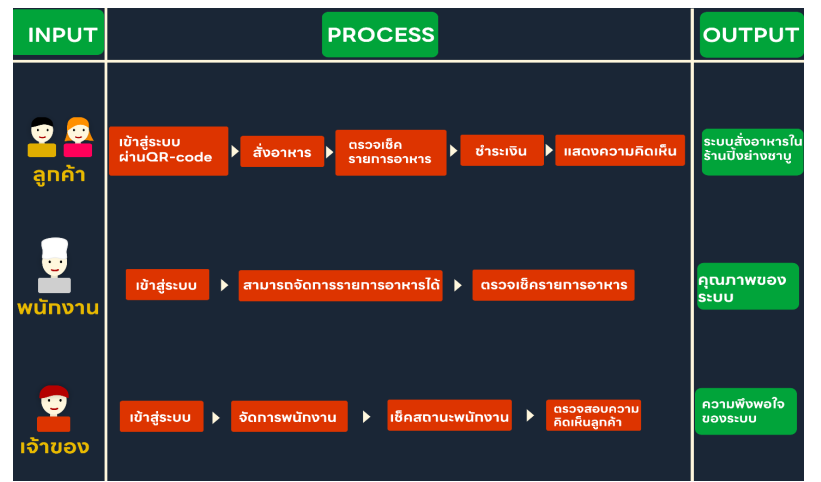 INPUT
PROCESS
OUTPUT
ลูกค้า
เข้าสู่ระบบ
ผ่านQR-code
สั่งอาหาร
ตรวจเช็ค
รายการอาหาร
ชำระเงิน
แสดงความคิดเห็น
ระบบสั่งอาหารใน
ร้านปิ้งย่างชาบู
พนักงาน
เข้าสู่ระบบ
สามารถจัดการรายการอาหารได้
ตรวจเช็ครายการอาหาร
คุณภาพของ
ระบบ
เจ้าของ
เข้าสู่ระบบ
จัดการพนักงาน
เช็คสถานะพนักงาน
ตรวจสอบความ
คิดเห็นลูกค้า
ความพึงพอใจ
ของระบบ